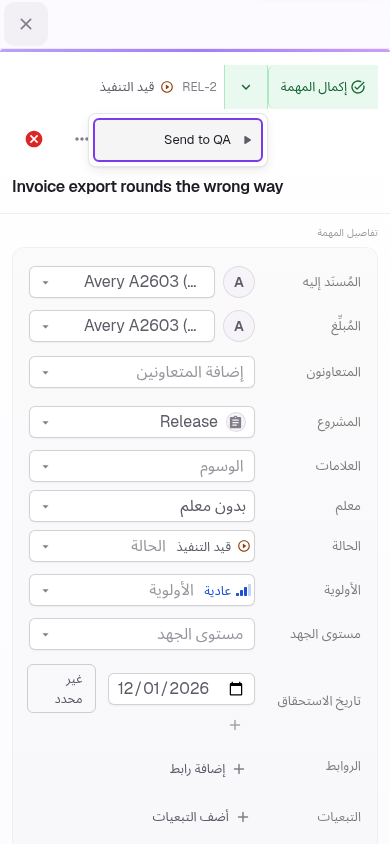 إكمال المهمة
REL-2
قيد التنفيذ
Send to QA
Invoice export rounds the wrong way
تفاصيل المهمة
المُسنَد إليه
A
Avery A2603 (...
المُبلِّغ
A
Avery A2603 (...
المتعاونون
إضافة المتعاونين
المشروع
Release
العلامات
الوسوم
معلم
بدون معلم
الحالة
قيد التنفيذ
الحالة
الأولوية
عادية
الأولوية
مستوى الجهد
مستوى الجهد
تاريخ الاستحقاق
12/01/2026
غير
محدد
الروابط
إضافة رابط
التبعيات
أضف التبعيات